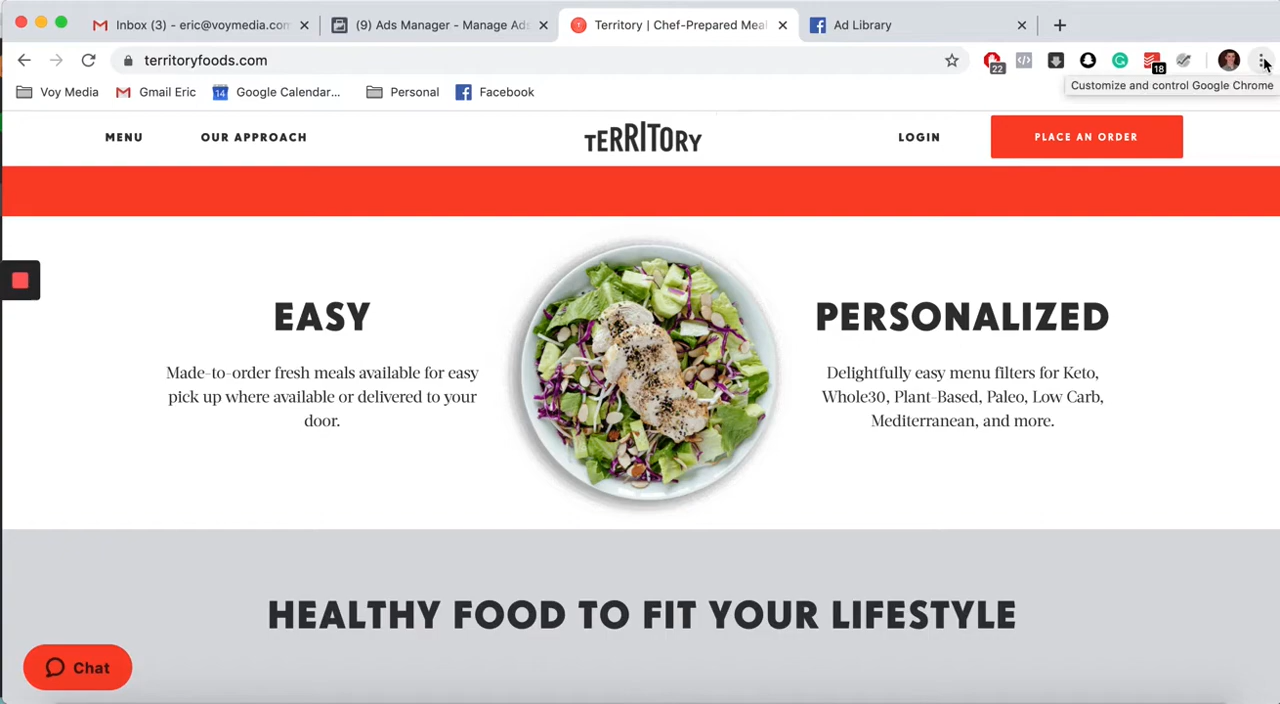 Inbox (3) - eric@voymedia.com
(9) Ads Manager - Manage Ads
Territory | Chef-Prepared Meal
Ad Library
territoryfoods.com
22
18
Customize and control Google Chrome
Voy Media
Gmail Eric
14
Google Calendar...
Personal
Facebook
MENU
OUR APPROACH
TERRITORY
LOGIN
PLACE AN ORDER
EASY
Made-to-order fresh meals available for easy
pick up where available or delivered to your
door.
PERSONALIZED
Delightfully easy menu filters for Keto,
Whole30, Plant-Based, Paleo, Low Carb,
Mediterranean, and more.
HEALTHY FOOD TO FIT YOUR LIFESTYLE
Chat